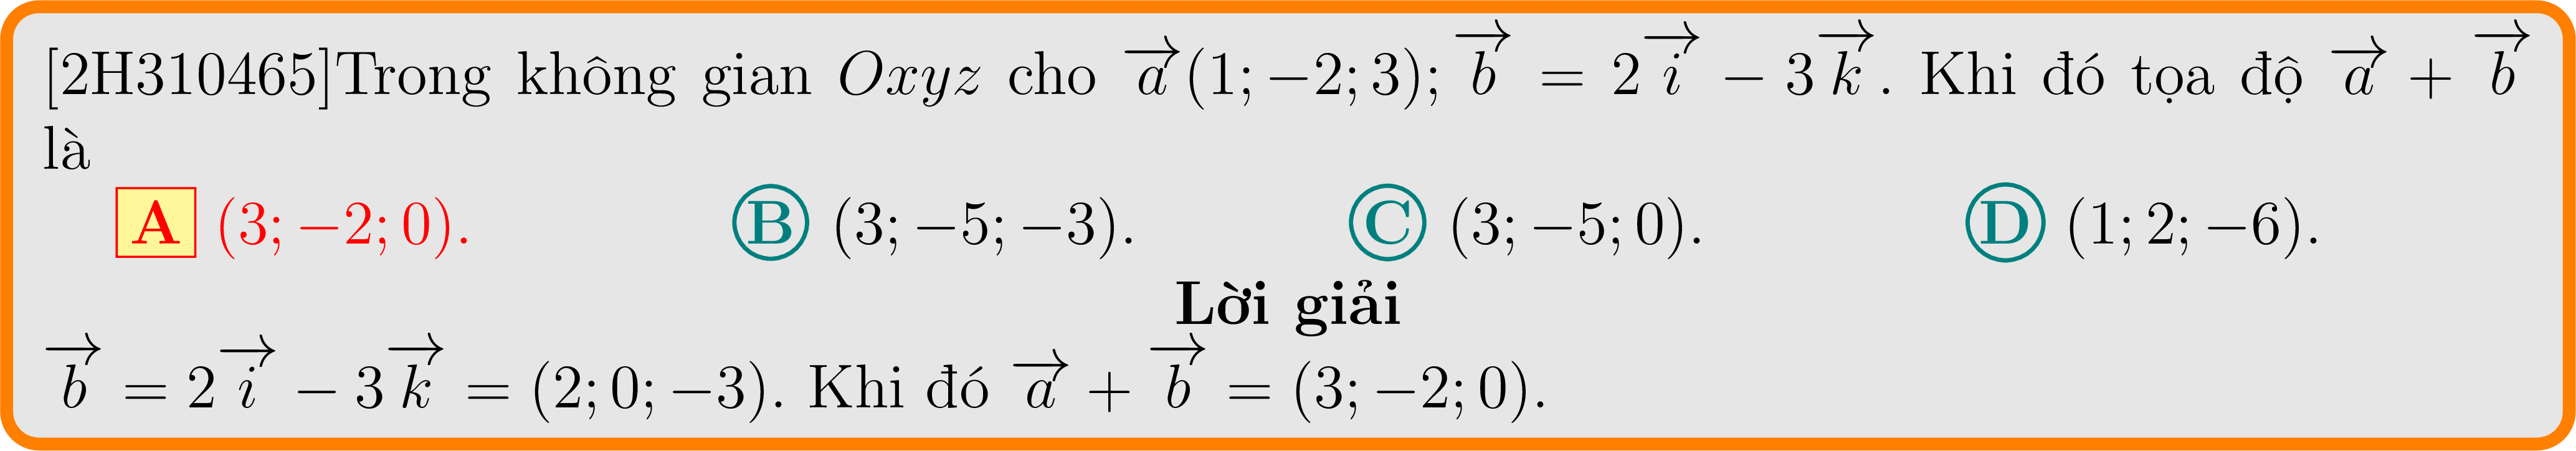 [2H310465]Trong không gian $Oxyz$ cho $\overrightarrow{a}(1;-2;3)$; $\overrightarrow{b} = 2\overrightarrow{i} - 3\overrightarrow{k}$. Khi đó tọa độ $\overrightarrow{a} + \overrightarrow{b}$
là
A $(3;-2;0)$. B $(3;-5;-3)$. C $(3;-5;0)$. D $(1;2;-6)$.
Lời giải
$\overrightarrow{b} = 2\overrightarrow{i} - 3\overrightarrow{k} = (2;0;-3)$. Khi đó $\overrightarrow{a} + \overrightarrow{b} = (3;-2;0)$.